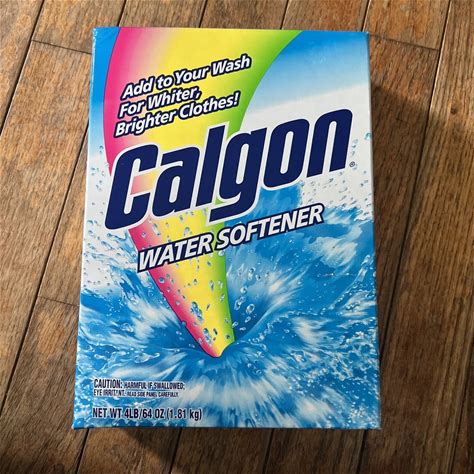 Add to Your Wash
For Whiter,
Brighter Clothes!
Calgon®
WATER SOFTENER
CAUTION: HARMFUL IF SWALLOWED;
EYE IRRITANT. READ SIDE PANEL CAREFULLY.
NET WT 4LB/64 OZ (1.81 kg)